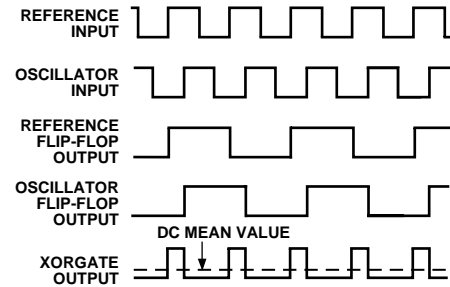 REFERENCE
INPUT
OSCILLATOR
INPUT
REFERENCE
FLIP-FLOP
OUTPUT
OSCILLATOR
FLIP-FLOP
OUTPUT
DC MEAN VALUE
XORGATE
OUTPUT